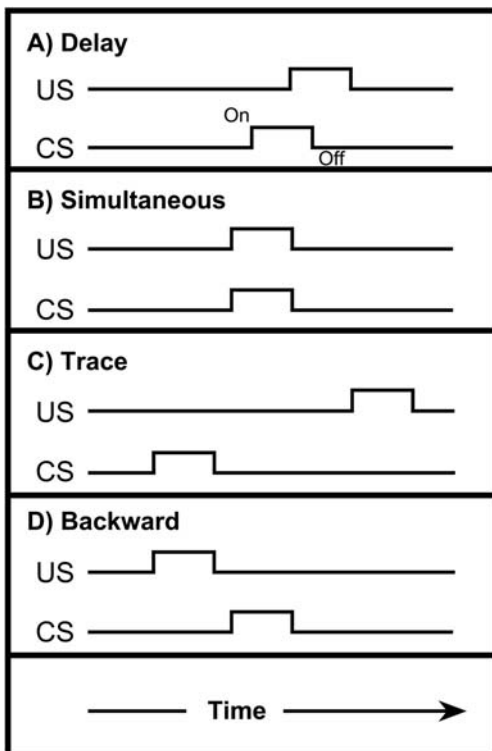 A) Delay
US
On
CS
Off
B) Simultaneous
US
CS
C) Trace
US
CS
D) Backward
US
CS
Time